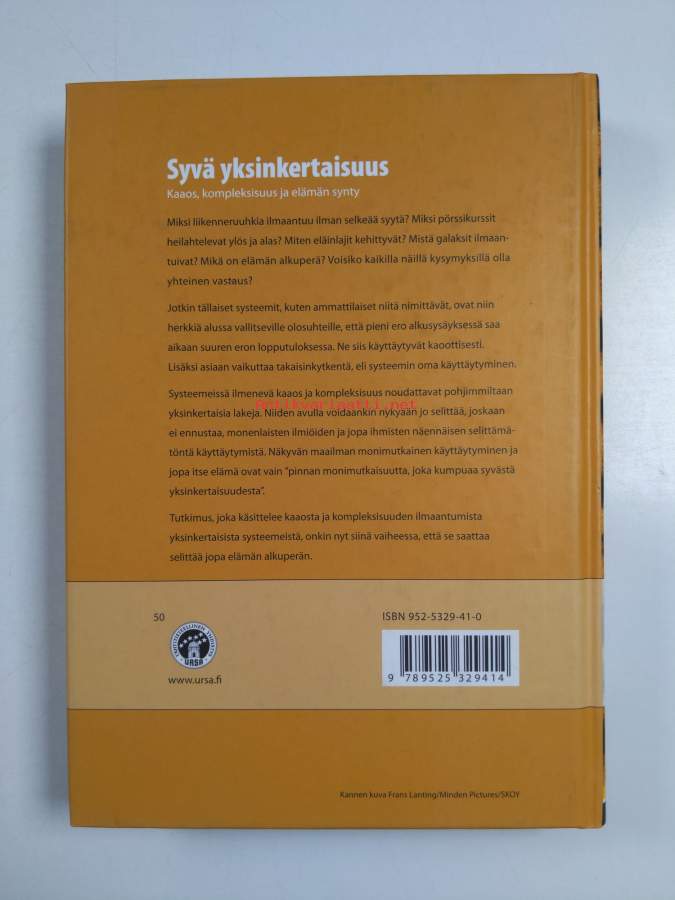 Syvä yksinkertaisuus
Kaaos, kompleksisuus ja elämän synty
Miksi liikenneruuhkia ilmaantuu ilman selkeää syytä? Miksi pörssikurssit
heilahtelevat ylös ja alas? Miten eläinlajit kehittyvät? Mistä galaksit ilmaan-
tuivat? Mikä on elämän alkuperä? Voisiko kaikilla näillä kysymyksillä olla
yhteinen vastaus?
Jotkin tällaiset systeemit, kuten ammattilaiset niitä nimittävät, ovat niin
herkkiä alussa vallitseville olosuhteille, että pieni ero alkusysäyksessä saa
aikaan suuren eron lopputuloksessa. Ne siis käyttäytyvät kaoottisesti.
Lisäksi asiaan vaikuttaa takaisinkytkentä, eli systeemin oma käyttäytyminen.
Systeemeissä ilmenevä kaaos ja kompleksisuus noudattavat pohjimmiltaan
yksinkertaisia lakeja. Niiden avulla voidaankin nykyään jo selittää, joskaan
Antikvariaatti.net
ei ennustaa, monenlaisten ilmiöiden ja jopa ihmisten näennäisen selittämä-
töntä käyttäytymistä. Näkyvän maailman monimutkainen käyttäytyminen ja
jopa itse elämä ovat vain "pinnan monimutkaisuutta, joka kumpuaa syvästä
yksinkertaisuudesta".
Tutkimus, joka käsittelee kaaosta ja kompleksisuuden ilmaantumista
yksinkertaisista systeemeistä, onkin nyt siinä vaiheessa, että se saattaa
selittää jopa elämän alkuperän.
50
ISBN 952-5329-41-0
URSA
www.ursa.fi
9 789525 329414
Kannen kuva Frans Lanting/Minden Pictures/SKOY